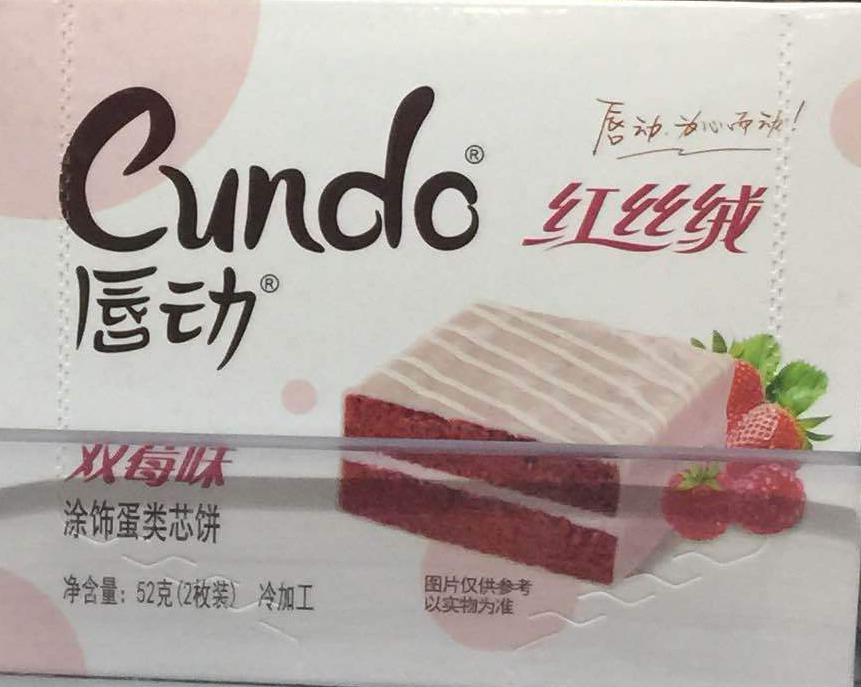 Cundo®
唇动®
唇动,为心而动!
红丝绒
双莓味
涂饰蛋类芯饼
净含量：52克(2枚装) 冷加工
图片仅供参考
以实物为准